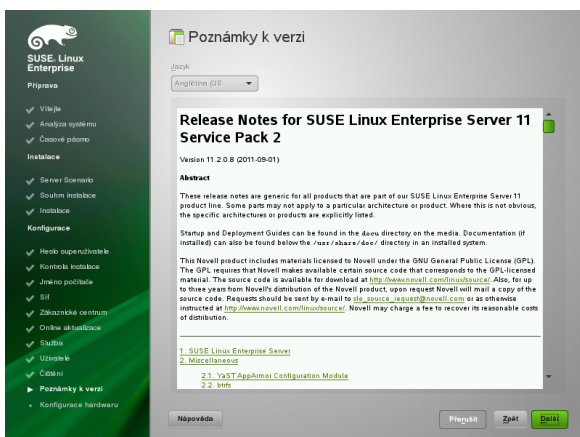 SUSE. Linux
Enterprise
Příprava
Vítejte
Analýza systému
Časové pásmo
Instalace
Server Scenario
Souhrn instalace
Instalace
Konfigurace
Heslo superuživatele
Kontrola instalace
Jméno počítače
Síť
Zákaznické centrum
Online aktualizace
Služba
Uživatelé
Čištění
Poznámky k verzi
Konfigurace hardwaru
Poznámky k verzi
Jazyk
Angličtina (US
Release Notes for SUSE Linux Enterprise Server 11
Service Pack 2
Version 11.2.0.8 (2011-09-01)
Abstract
These release notes are generic for all products that are part of our SUSE Linux Enterprise Server 11
product line. Some parts may not apply to a particular architecture or product. Where this is not obvious,
the specific architectures or products are explicitly listed.
Startup and Deployment Guides can be found in the docu directory on the media. Documentation (if
installed) can also be found below the /usr/share/doc/ directory in an installed system.
This Novell product includes materials licensed to Novell under the GNU General Public License (GPL).
The GPL requires that Novell makes available certain source code that corresponds to the GPL-licensed
material. The source code is available for download at http://www.novell.com/linux/source/. Also, for up
to three years from Novell's distribution of the Novell product, upon request Novell will mail a copy of the
source code. Requests should be sent by e-mail to sle_source_request@novell.com or as otherwise
instructed at http://www.novell.com/linux/source/. Novell may charge a fee to recover its reasonable costs
of distribution.
1. SUSE Linux Enterprise Server
2. Miscellaneous
2.1. YaST AppArmor Configuration Module
2.2. btrfs
Nápověda
Přerušit
Zpět
Další